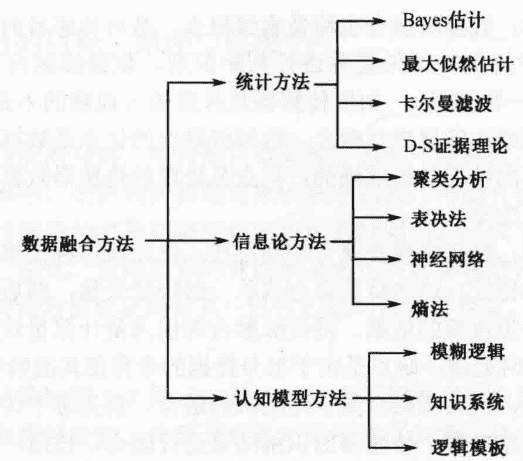 Bayes估计
最大似然估计
统计方法
卡尔曼滤波
D-S证据理论
聚类分析
表决法
数据融合方法
信息论方法
神经网络
熵法
模糊逻辑
认知模型方法
知识系统
逻辑模板